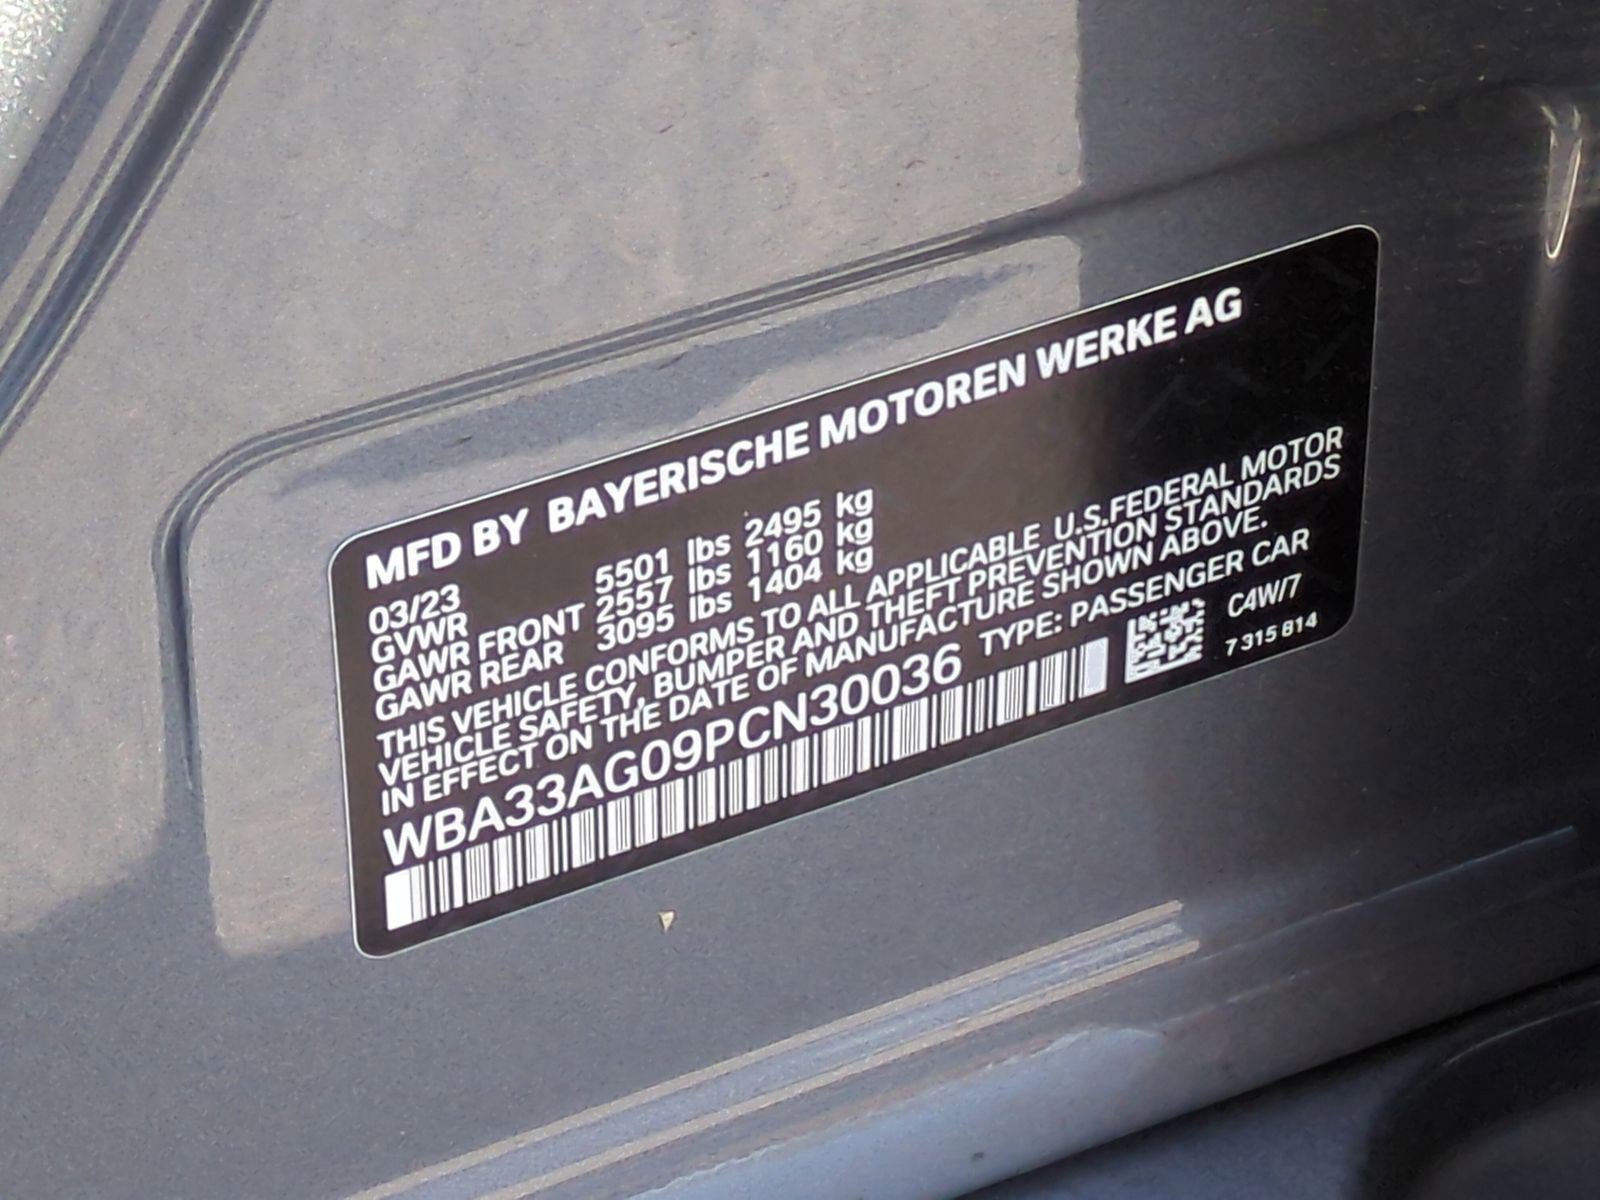 MFD BY BAYERISCHE MOTOREN WERKE AG
03/23
GVWR 5501 lbs 2495 kg
GAWR FRONT 2557 lbs 1160 kg
GAWR REAR 3095 lbs 1404 kg
THIS VEHICLE CONFORMS TO ALL APPLICABLE U.S.FEDERAL MOTOR
VEHICLE SAFETY, BUMPER AND THEFT PREVENTION STANDARDS
IN EFFECT ON THE DATE OF MANUFACTURE SHOWN ABOVE.
WBA33AG09PCN30036 TYPE: PASSENGER CAR
C4W/7
7 315 814